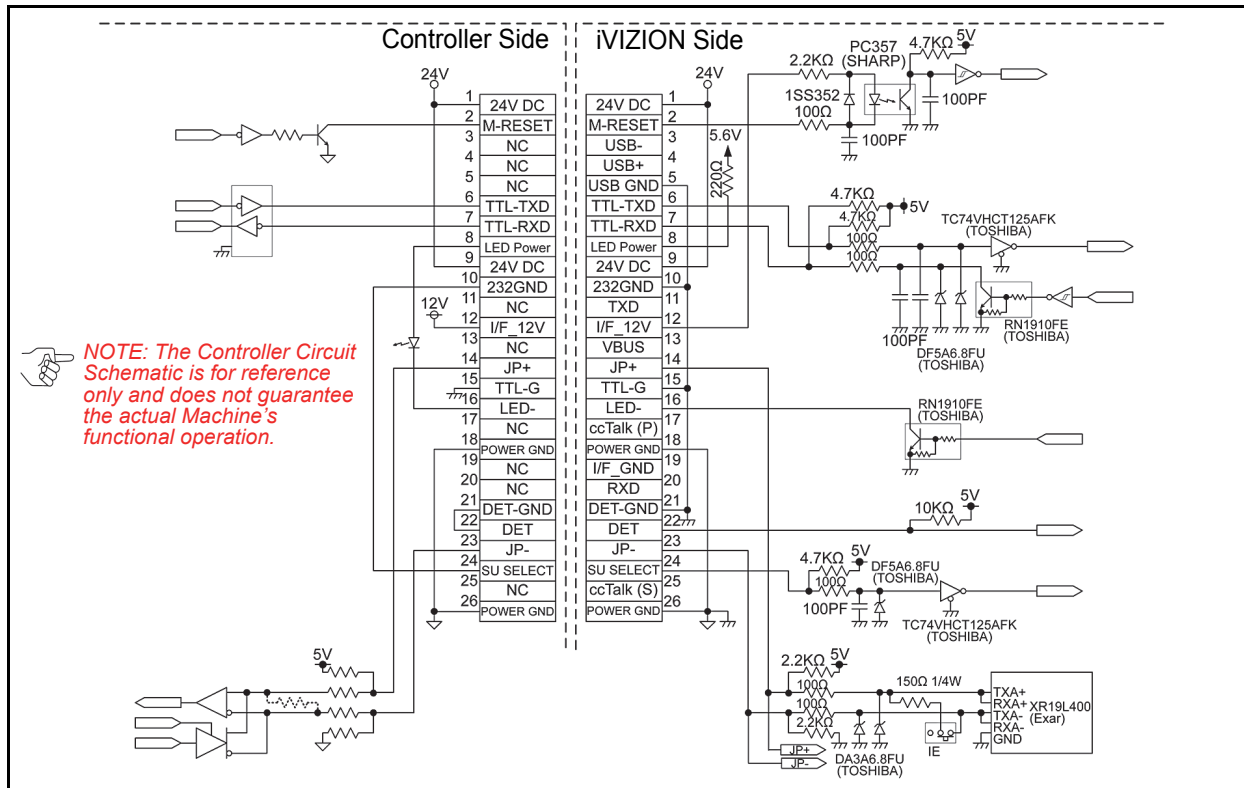 Controller Side
iVIZION Side
24V
1
24V DC
2
M-RESET
3
NC
4
NC
5
NC
6
TTL-TXD
7
TTL-RXD
8
LED Power
9
24V DC
10
232GND
11
NC
12V
12
I/F_12V
13
NC
14
JP+
15
TTL-G
16
LED-
17
NC
18
POWER GND
19
NC
20
NC
21
DET-GND
22
DET
23
JP-
24
SU SELECT
25
NC
26
POWER GND
5V
NOTE: The Controller Circuit
Schematic is for reference
only and does not guarantee
the actual Machine's
functional operation.
24V
24V DC
1
M-RESET
2
USB-
3
USB+
4
USB GND
5
TTL-TXD
6
TTL-RXD
7
LED Power
8
24V DC
9
232GND
10
TXD
11
I/F_12V
12
VBUS
13
JP+
14
TTL-G
15
LED-
16
ccTalk (P)
17
POWER GND
18
I/F_GND
19
RXD
20
DET-GND
21
DET
22
JP-
23
SU SELECT
24
ccTalk (S)
25
POWER GND
26
5.6V
220Ω
2.2KΩ
1SS352
100Ω
100PF
PC357
(SHARP)
4.7KΩ
5V
100PF
4.7KΩ
4.7KΩ
100Ω
100Ω
5V
TC74VHCT125AFK
(TOSHIBA)
100PF
DF5A6.8FU
(TOSHIBA)
RN1910FE
(TOSHIBA)
RN1910FE
(TOSHIBA)
10KΩ
5V
4.7KΩ
5V
100Ω
100PF
DF5A6.8FU
(TOSHIBA)
TC74VHCT125AFK
(TOSHIBA)
2.2KΩ
5V
100Ω
100Ω
2.2KΩ
150Ω 1/4W
JP+
JP-
DA3A6.8FU
(TOSHIBA)
IE
TXA+
RXA+
TXA-
RXA-
GND
XR19L400
(Exar)